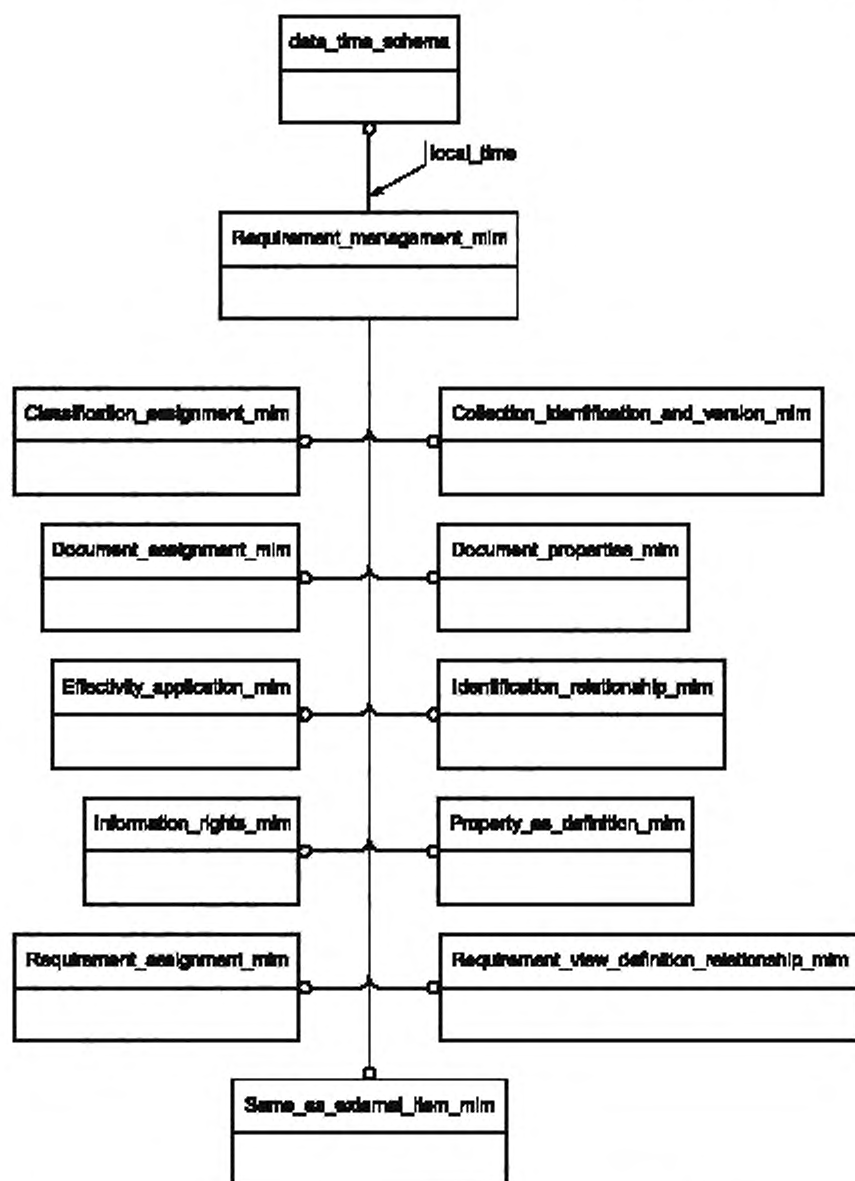 date_time_schema
local_time
Requirement_management_mim
Classification_assignment_mim
Collection_identification_and_version_mim
Document_assignment_mim
Document_properties_mim
Effectivity_application_mim
Identification_relationship_mim
Information_rights_mim
Property_as_definition_mim
Requirement_assignment_mim
Requirement_view_definition_relationship_mim
Same_as_external_item_mim